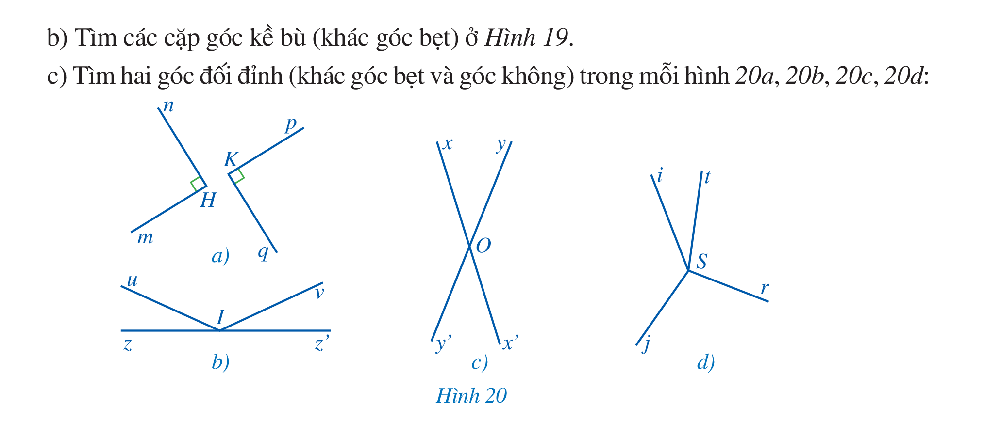 b) Tìm các cặp góc kề bù (khác góc bẹt) ở Hình 19.
c) Tìm hai góc đối đỉnh (khác góc bẹt và góc không) trong mỗi hình 20a, 20b, 20c, 20d:
n
p
K
H
m
q
a)
u
v
I
z
z’
b)
x
y
O
y’
x’
c)
i
t
S
r
j
d)
Hình 20